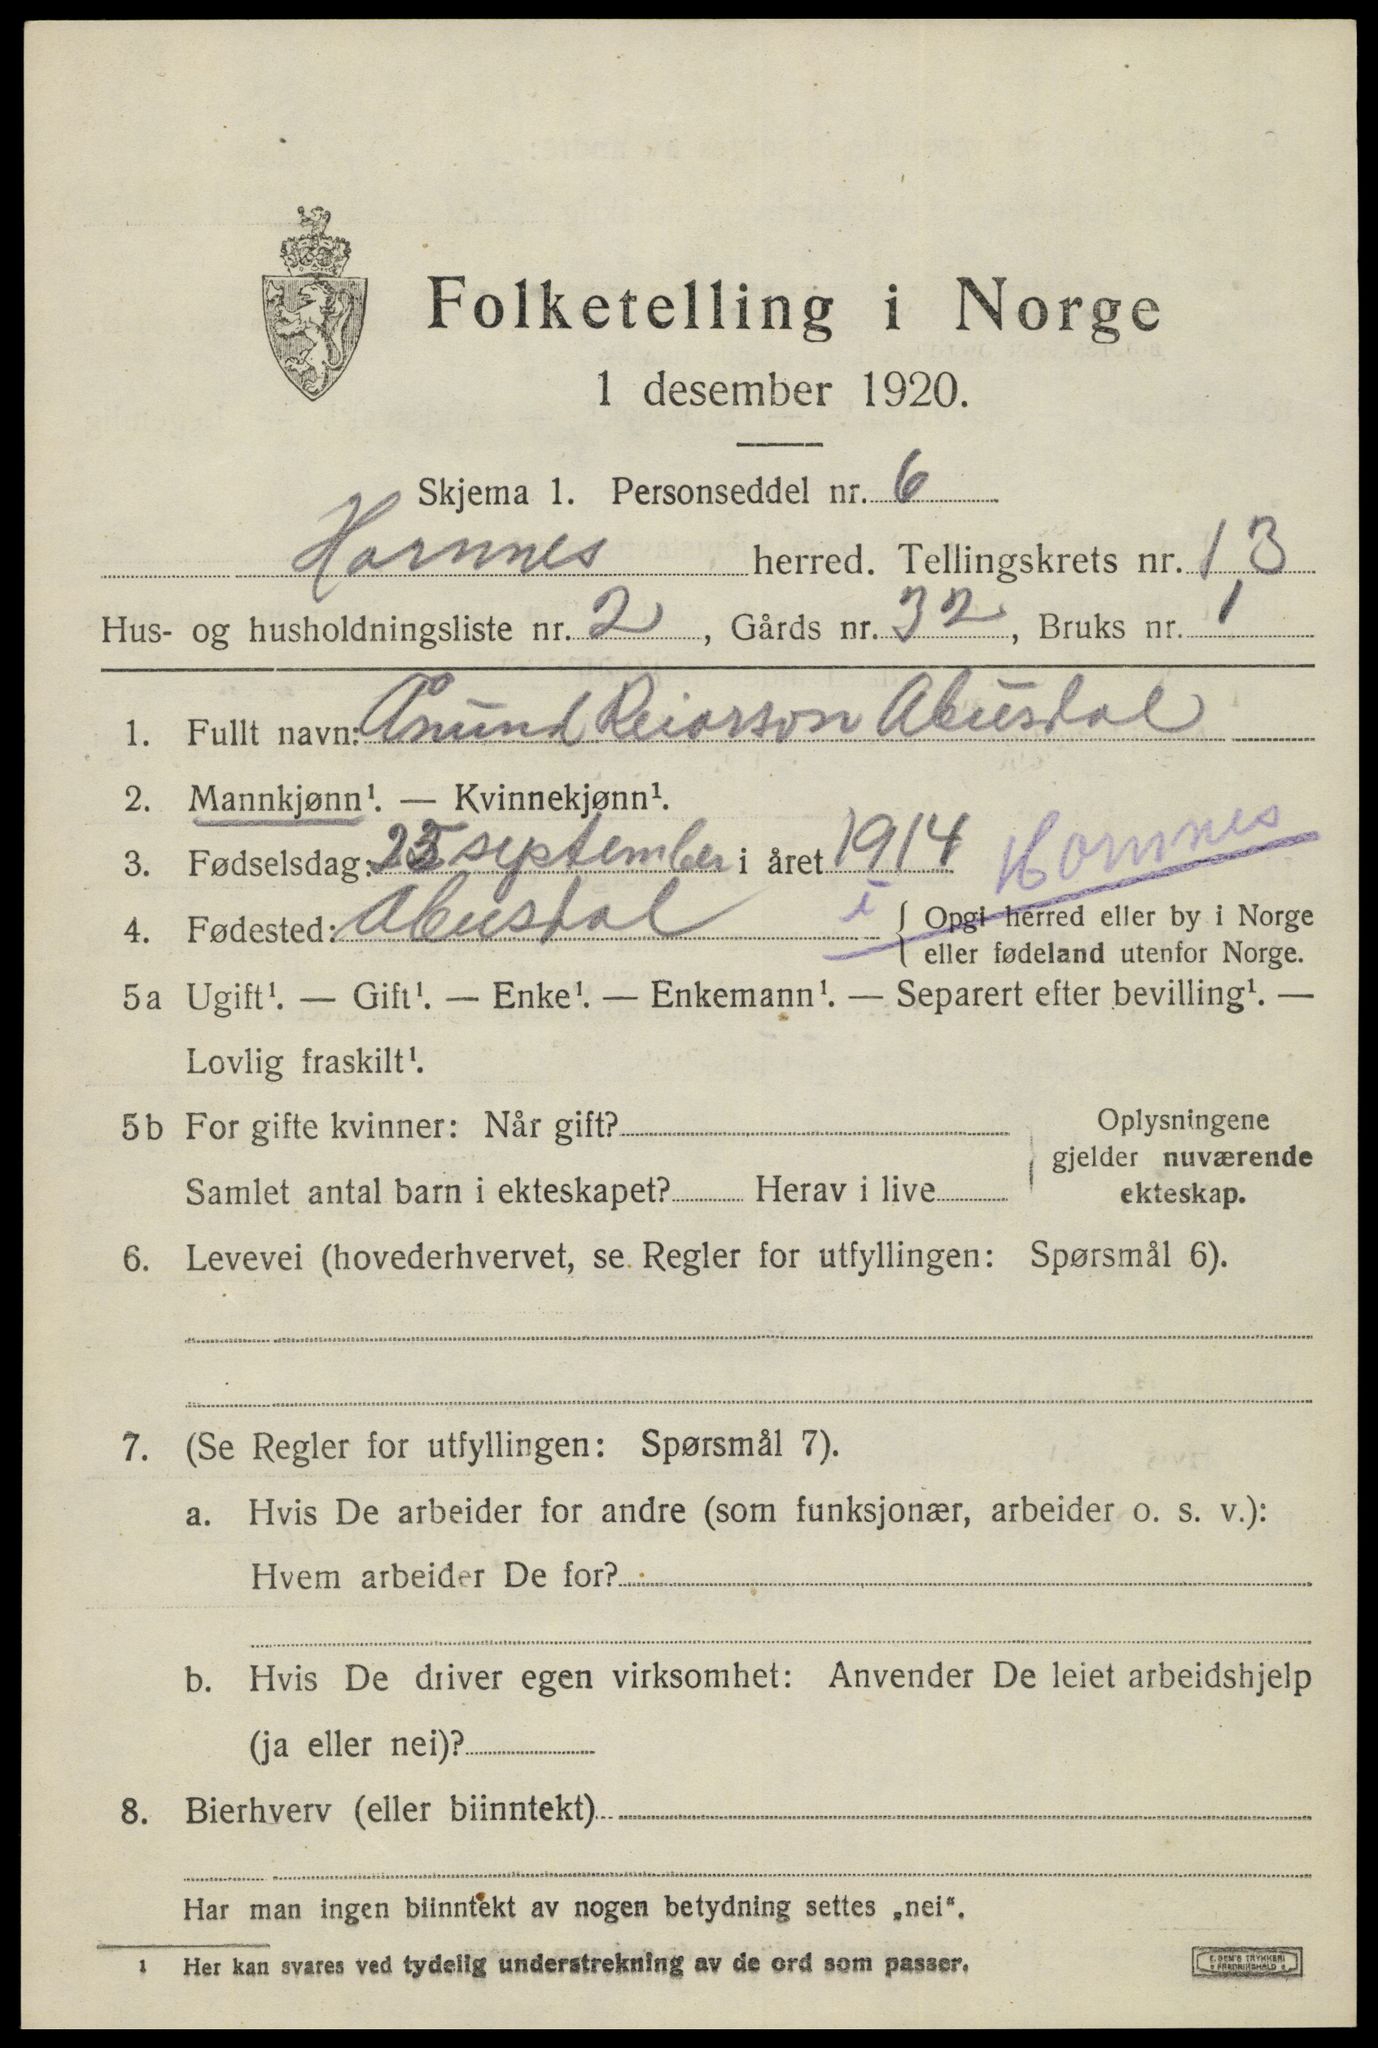 Folketelling i Norge
1 desember 1920.
Skjema 1. Personseddel nr. 6
Hornnes herred. Tellingskrets nr. 13
Hus- og husholdningsliste nr. 2, Gårds nr. 32, Bruks nr. 1
1. Fullt navn: Ånund Reiarson Abusdal
2. Mannkjønn¹. — Kvinnekjønn¹.
3. Fødselsdag: 25 september i året 1914
Hornnes
4. Fødested: Abusdal i { Opgi herred eller by i Norge
eller fødeland utenfor Norge.
5a Ugift¹. — Gift¹. — Enke¹. — Enkemann¹. — Separert efter bevilling¹. —
Lovlig fraskilt¹.
5b For gifte kvinner: Når gift?
Samlet antal barn i ekteskapet? Herav i live
Oplysningene
gjelder nuværende
ekteskap.
6. Levevei (hovederhvervet, se Regler for utfyllingen: Spørsmål 6).
7. (Se Regler for utfyllingen: Spørsmål 7).
a. Hvis De arbeider for andre (som funksjonær, arbeider o. s. v.):
Hvem arbeider De for?
b. Hvis De driver egen virksomhet: Anvender De leiet arbeidshjelp
(ja eller nei)?
8. Bierhverv (eller biinntekt)
Har man ingen biinntekt av nogen betydning settes „nei“.
1 Her kan svares ved tydelig understrekning av de ord som passer.